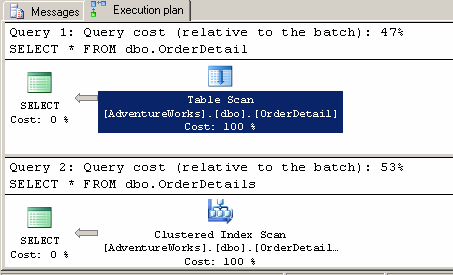 Messages Execution plan
Query 1: Query cost (relative to the batch): 47%
SELECT * FROM dbo.OrderDetail
Table Scan
[AdventureWorks].[dbo].[OrderDetail]
Cost: 100 %
SELECT
Cost: 0 %
Query 2: Query cost (relative to the batch): 53%
SELECT * FROM dbo.OrderDetails
Clustered Index Scan
[AdventureWorks].[dbo].[OrderDetail…
Cost: 100 %
SELECT
Cost: 0 %